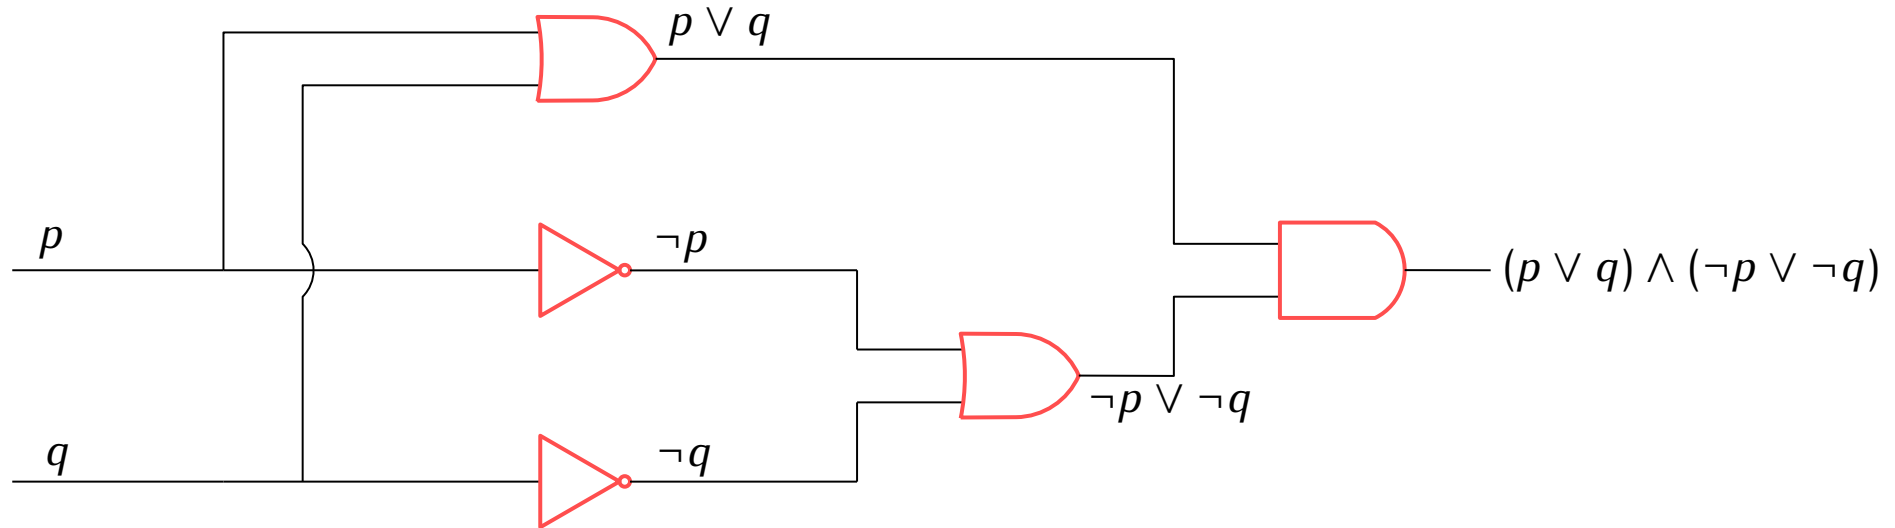 p ∨ q
p
¬p
(p ∨ q) ∧ (¬p ∨ ¬q)
¬p ∨ ¬q
q
¬q